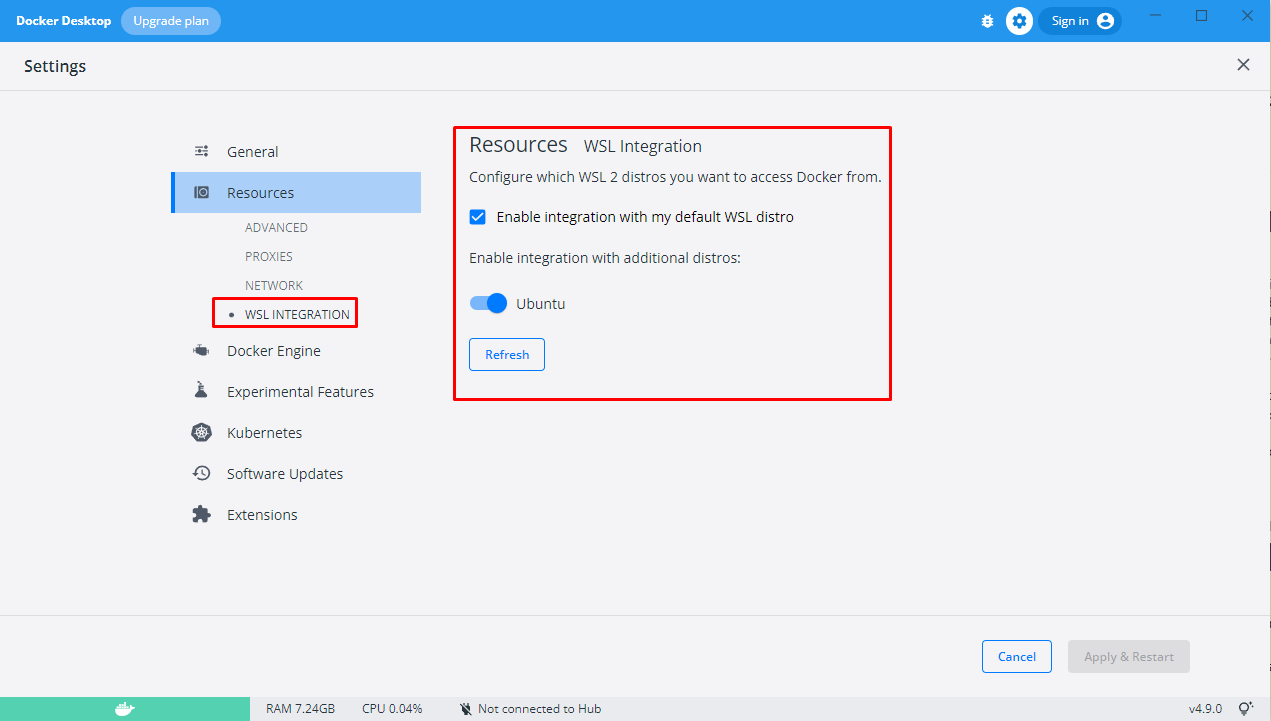 Docker Desktop Upgrade plan Sign in
Settings
General
Resources
ADVANCED
PROXIES
NETWORK
WSL INTEGRATION
Docker Engine
Experimental Features
Kubernetes
Software Updates
Extensions
Resources WSL Integration
Configure which WSL 2 distros you want to access Docker from.
Enable integration with my default WSL distro
Enable integration with additional distros:
Ubuntu
Refresh
Cancel Apply & Restart
RAM 7.24GB CPU 0.04% Not connected to Hub v4.9.0